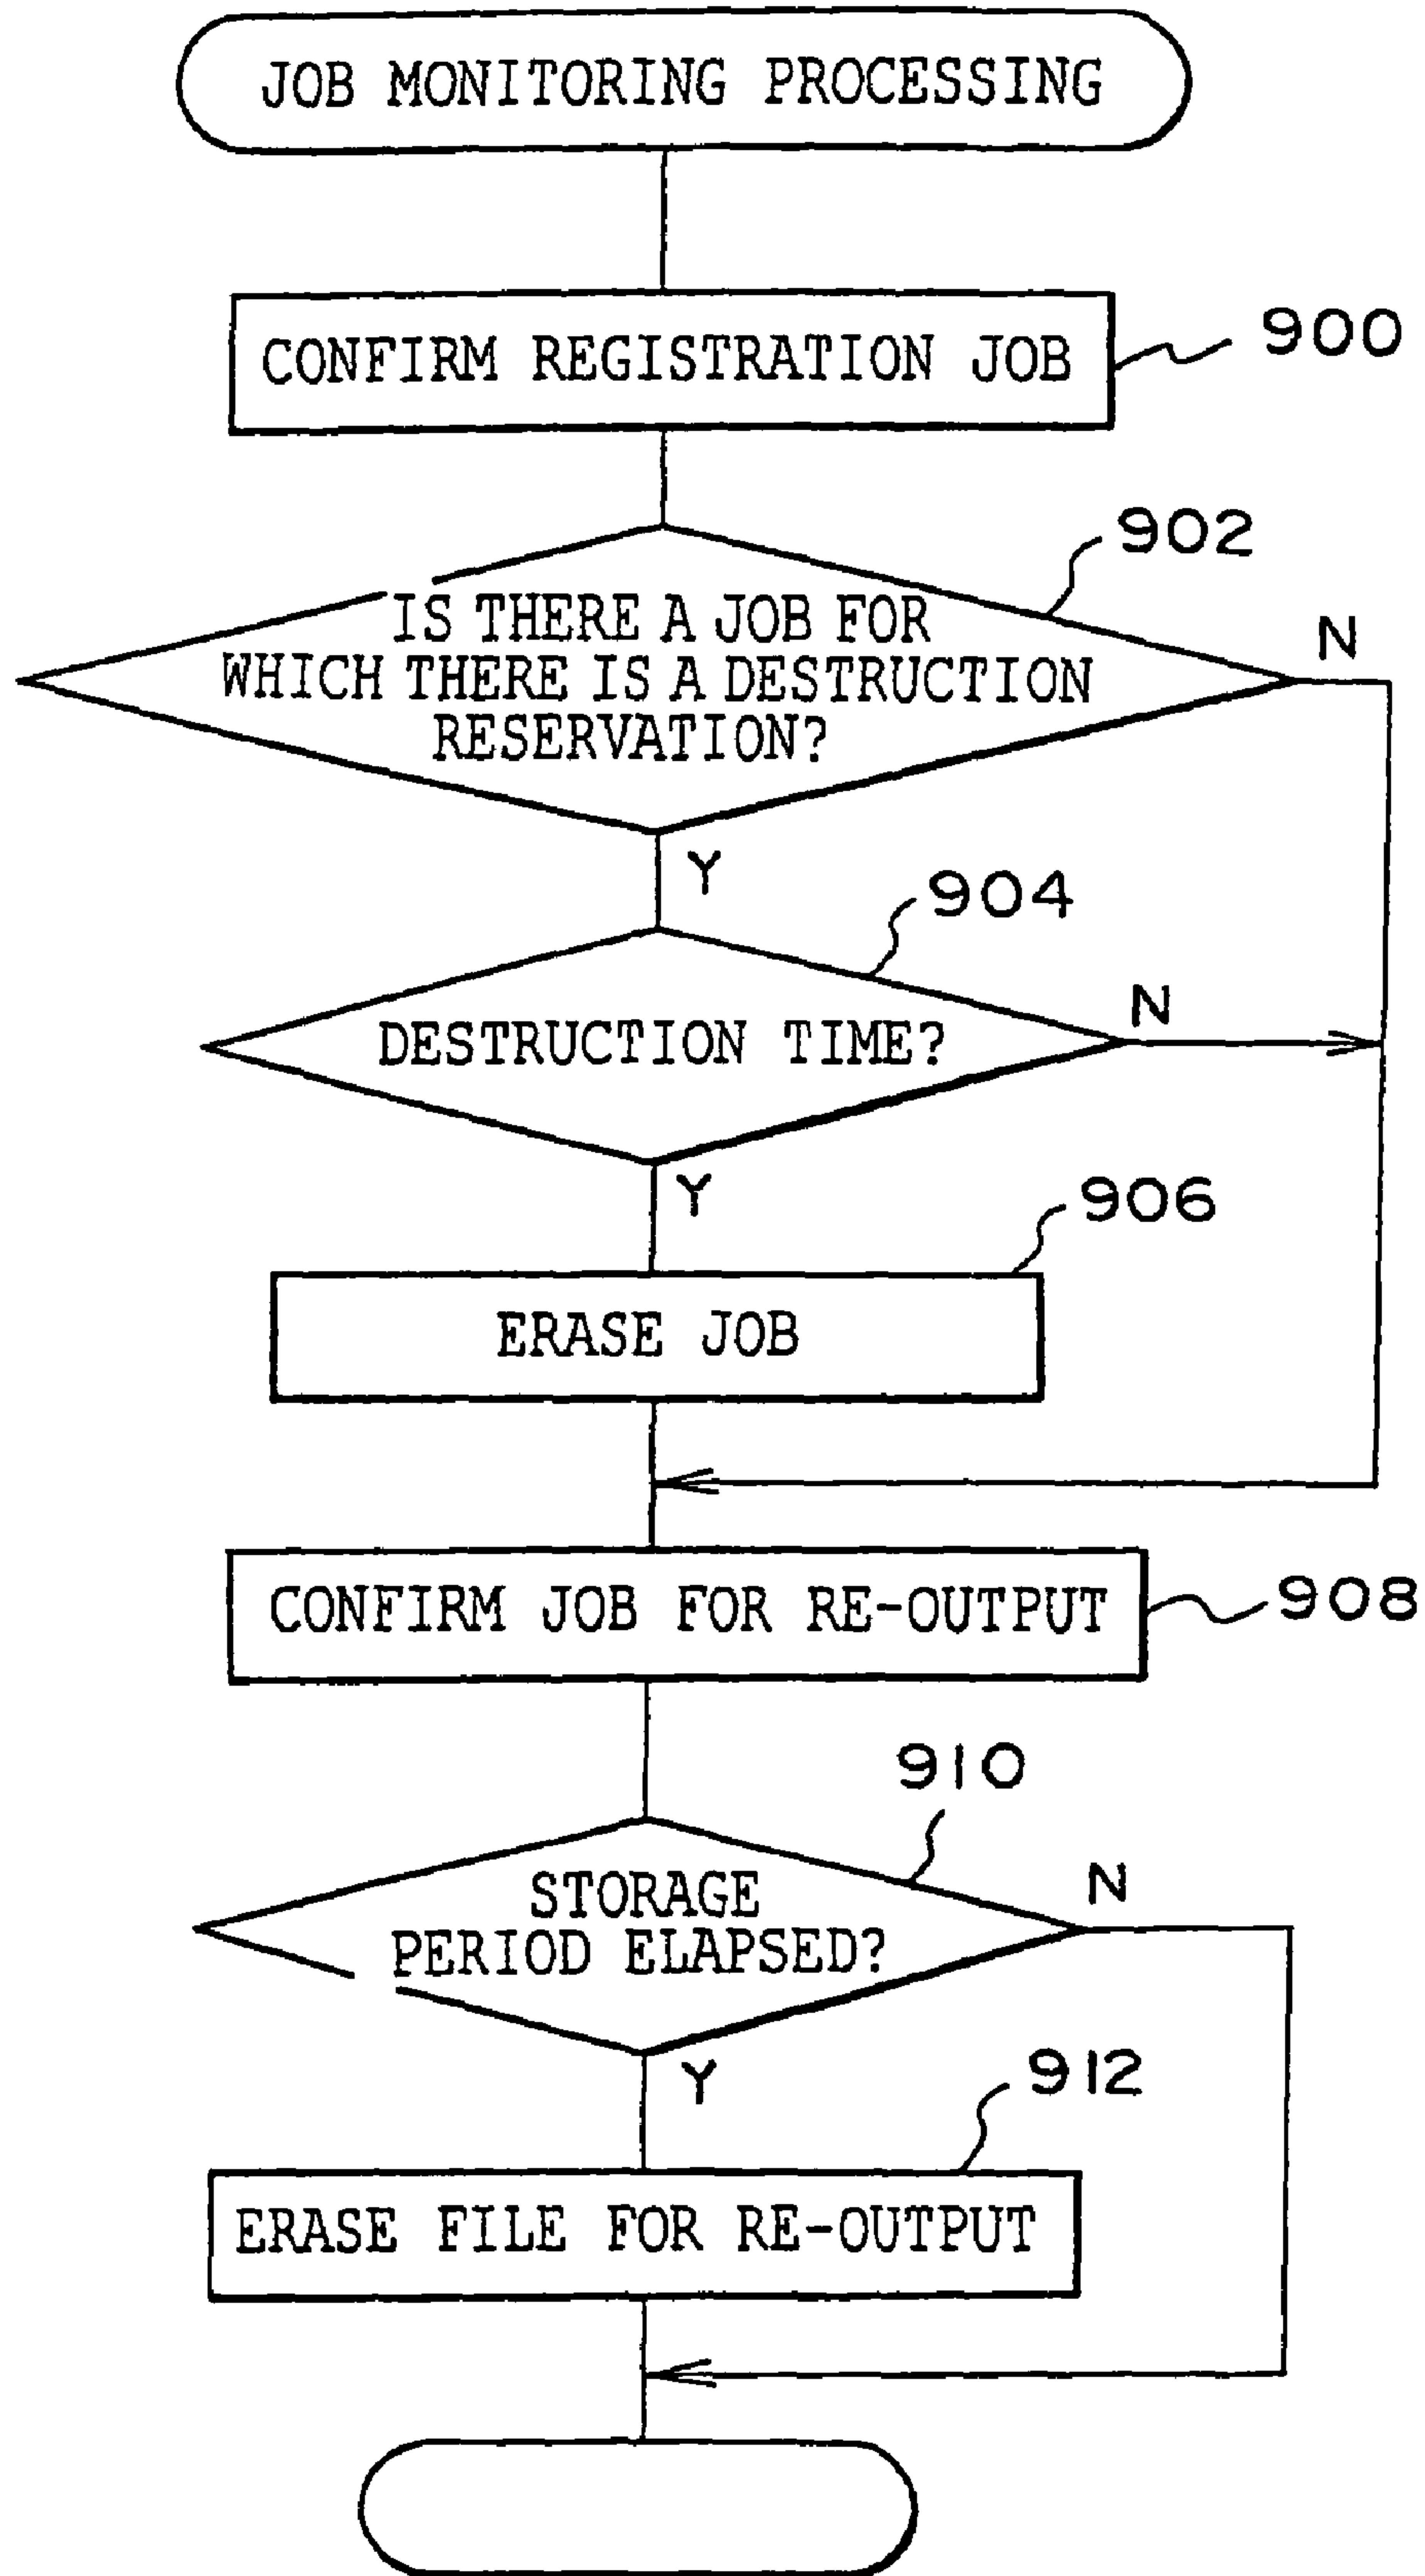 JOB MONITORING PROCESSING
CONFIRM REGISTRATION JOB
900
902
IS THERE A JOB FOR
WHICH THERE IS A DESTRUCTION
RESERVATION?
N
Y
904
DESTRUCTION TIME?
N
Y
906
ERASE JOB
CONFIRM JOB FOR RE-OUTPUT
908
910
STORAGE
PERIOD ELAPSED?
N
Y
912
ERASE FILE FOR RE-OUTPUT